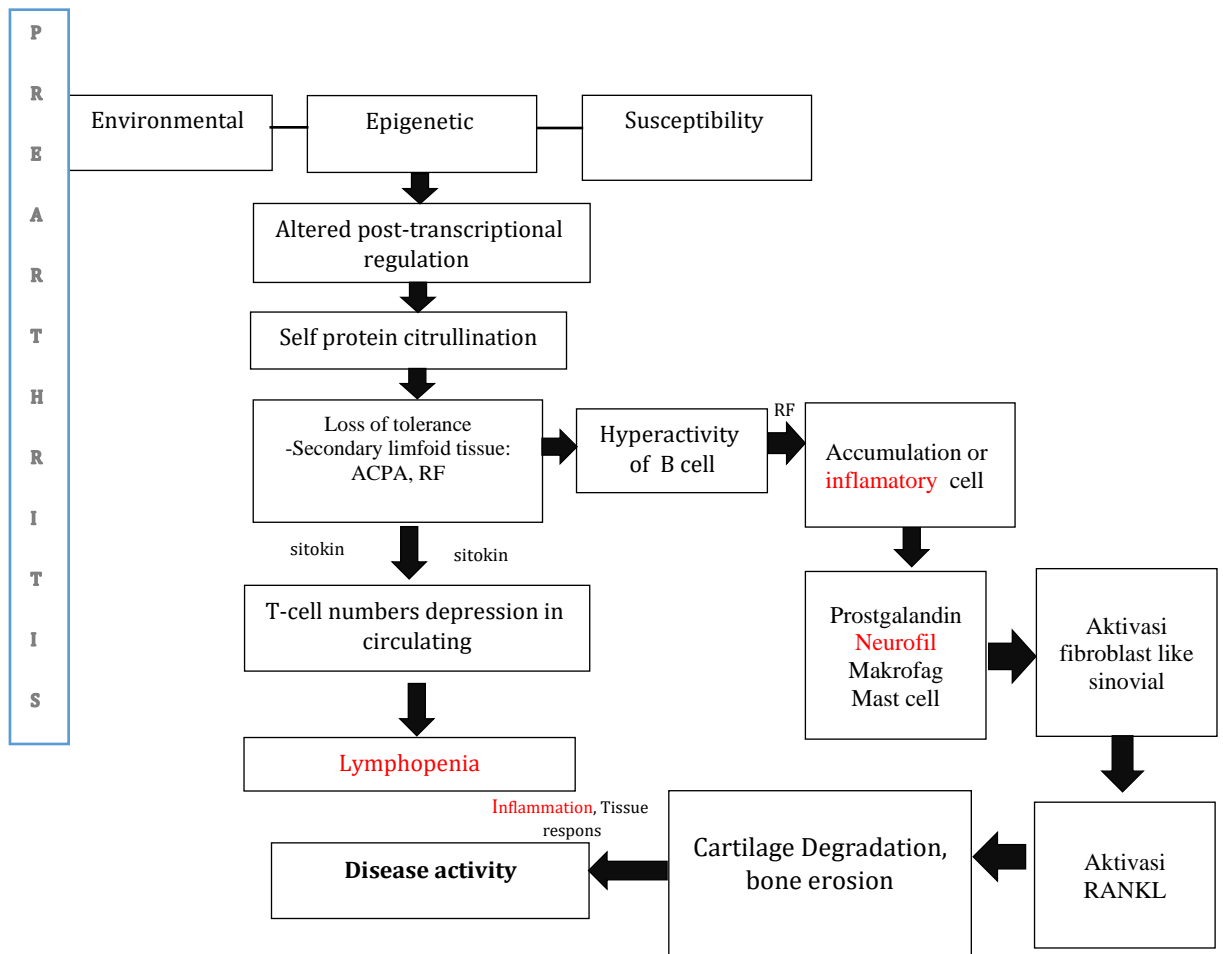 P
R
E
A
R
T
H
R
I
T
I
S
Environmental
Epigenetic
Susceptibility
Altered post-transcriptional
regulation
Self protein citrullination
Loss of tolerance
-Secondary limfoid tissue:
ACPA, RF
Hyperactivity
of B cell
RF
Accumulation or
inflamatory cell
sitokin
sitokin
T-cell numbers depression in
circulating
Prostgalandin
Neurofil
Makrofag
Mast cell
Aktivasi
fibroblast like
sinovial
Lymphopenia
Inflammation, Tissue
respons
Disease activity
Cartilage Degradation,
bone erosion
Aktivasi
RANKL